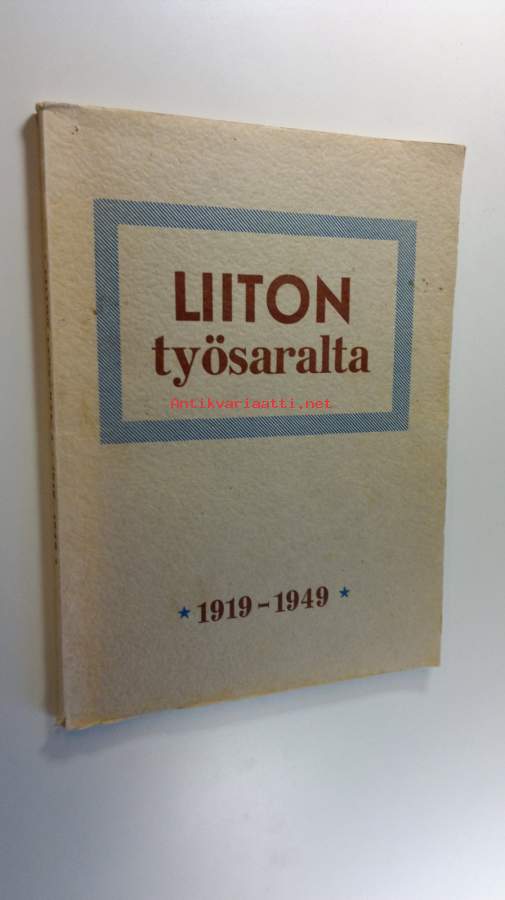 LIITON
työsaralta
Antikvariaatti.net
* 1919 - 1949 *